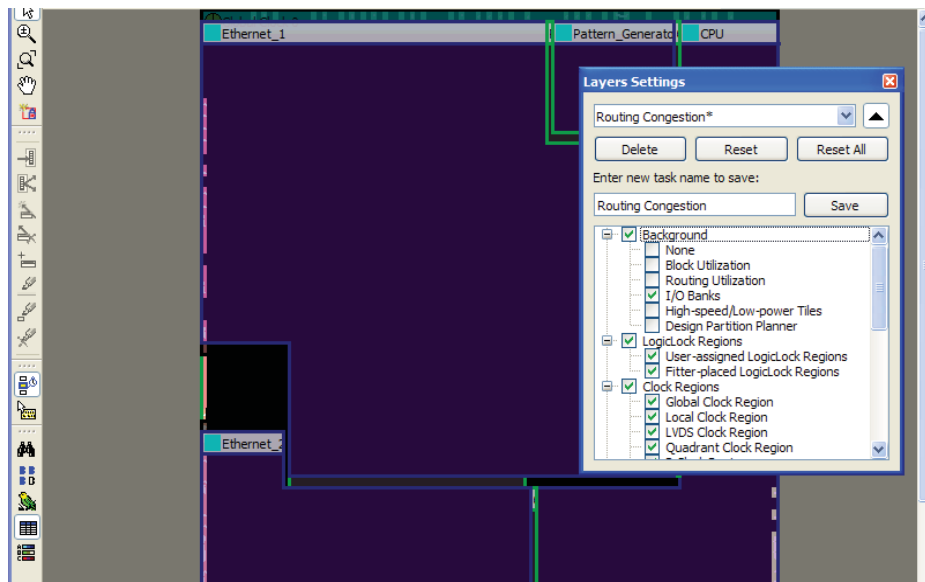 Ethernet_1
Pattern_Generato
CPU
Layers Settings
Routing Congestion*
Delete
Reset
Reset All
Enter new task name to save:
Routing Congestion
Save
Background
None
Block Utilization
Routing Utilization
I/O Banks
High-speed/Low-power Tiles
Design Partition Planner
LogicLock Regions
User-assigned LogicLock Regions
Fitter-placed LogicLock Regions
Clock Regions
Global Clock Region
Local Clock Region
LVDS Clock Region
Quadrant Clock Region
Ethernet_2